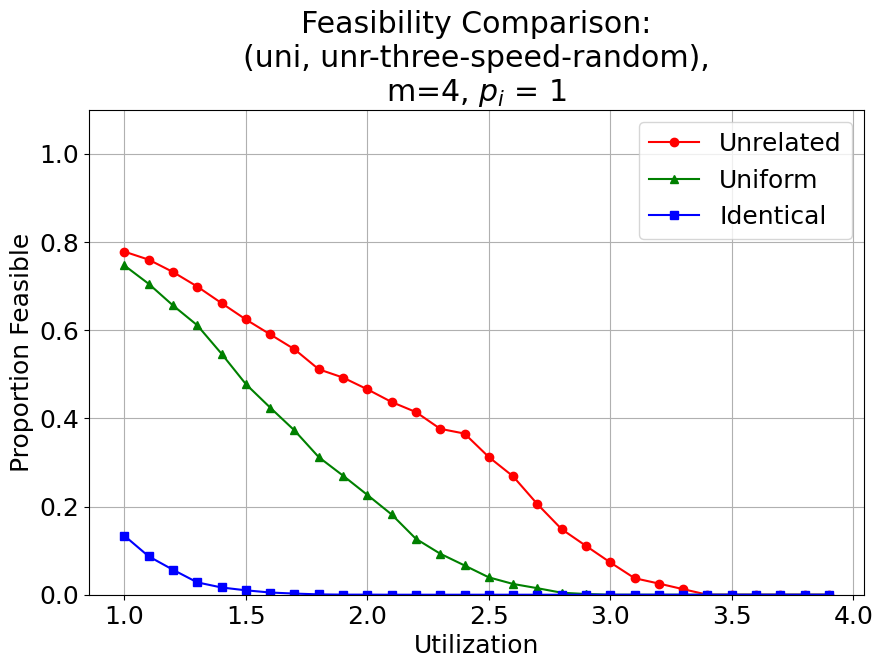 Feasibility Comparison:
(uni, unr-three-speed-random),
m=4, $p_i$ = 1
Unrelated
Uniform
Identical
Proportion Feasible
1.0
0.8
0.6
0.4
0.2
0.0
1.0 1.5 2.0 2.5 3.0 3.5 4.0
Utilization